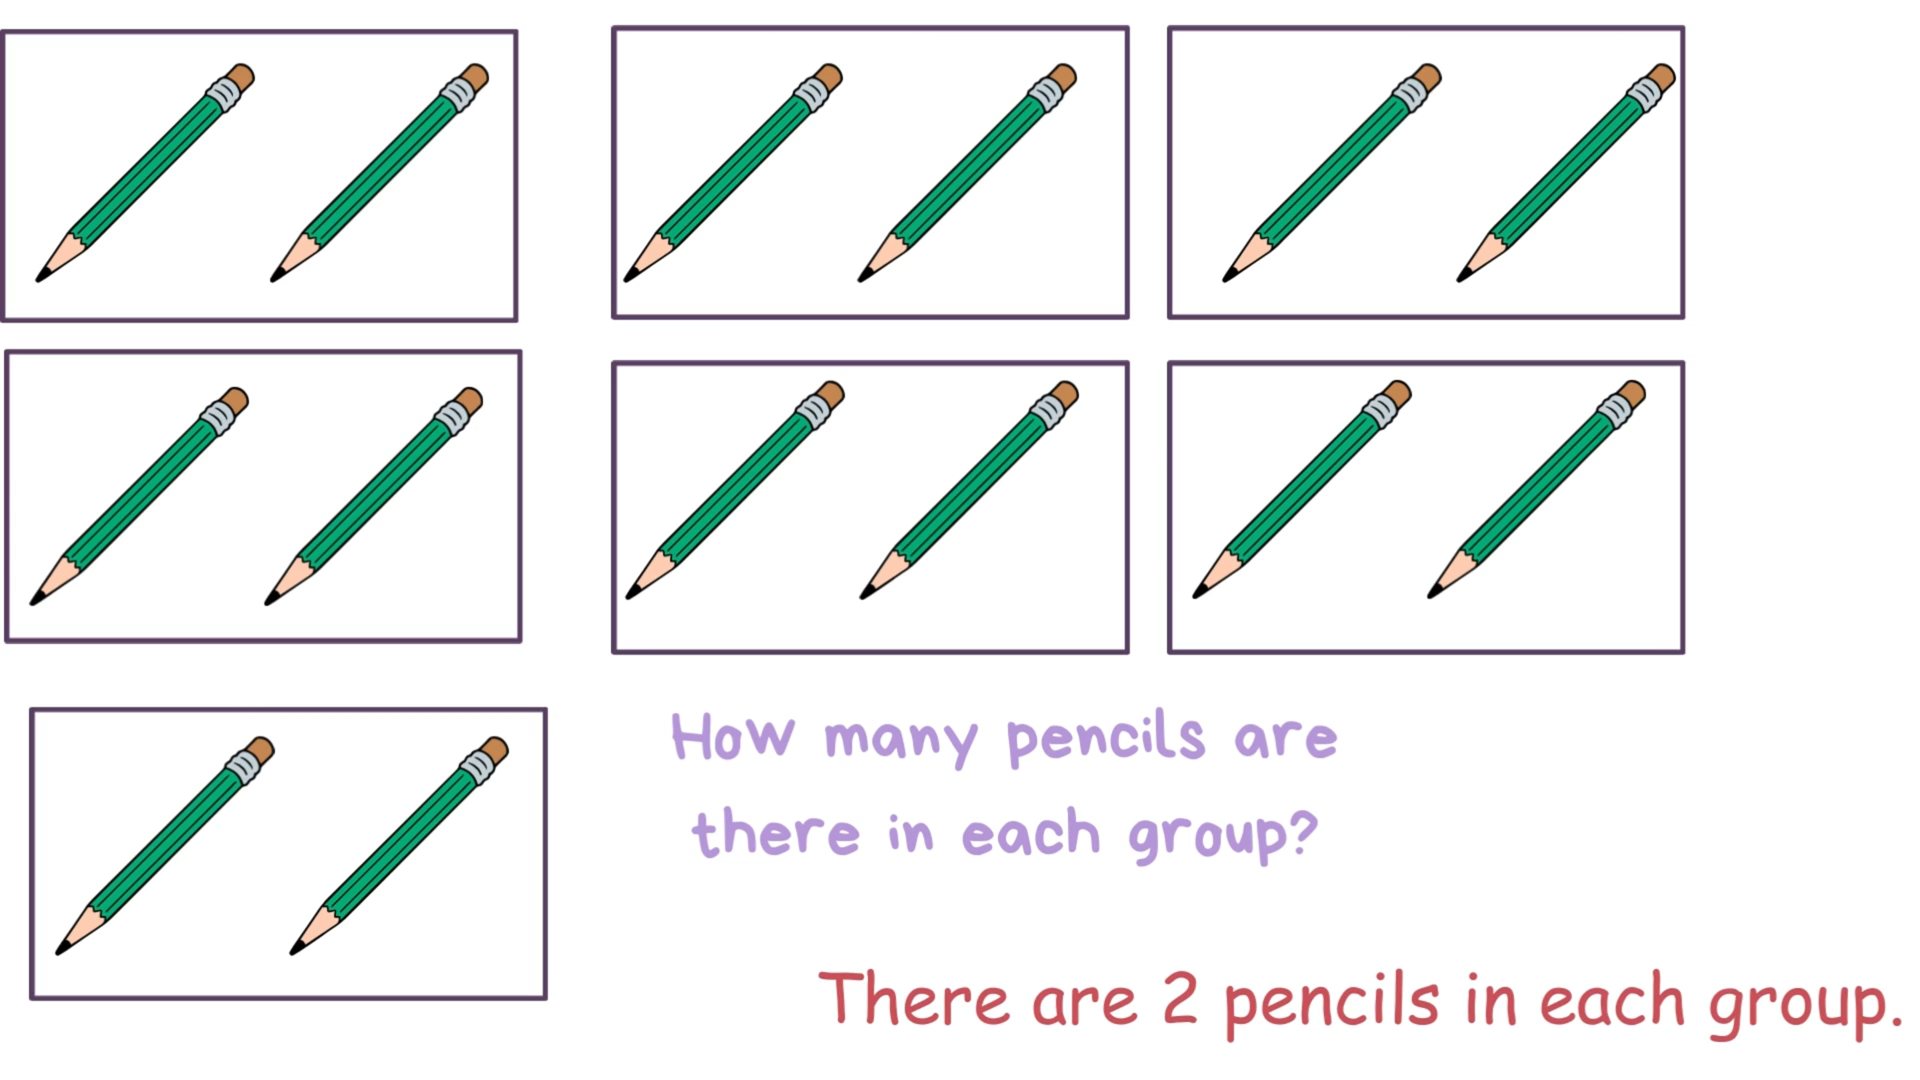 How many pencils are
there in each group?
There are 2 pencils in each group.